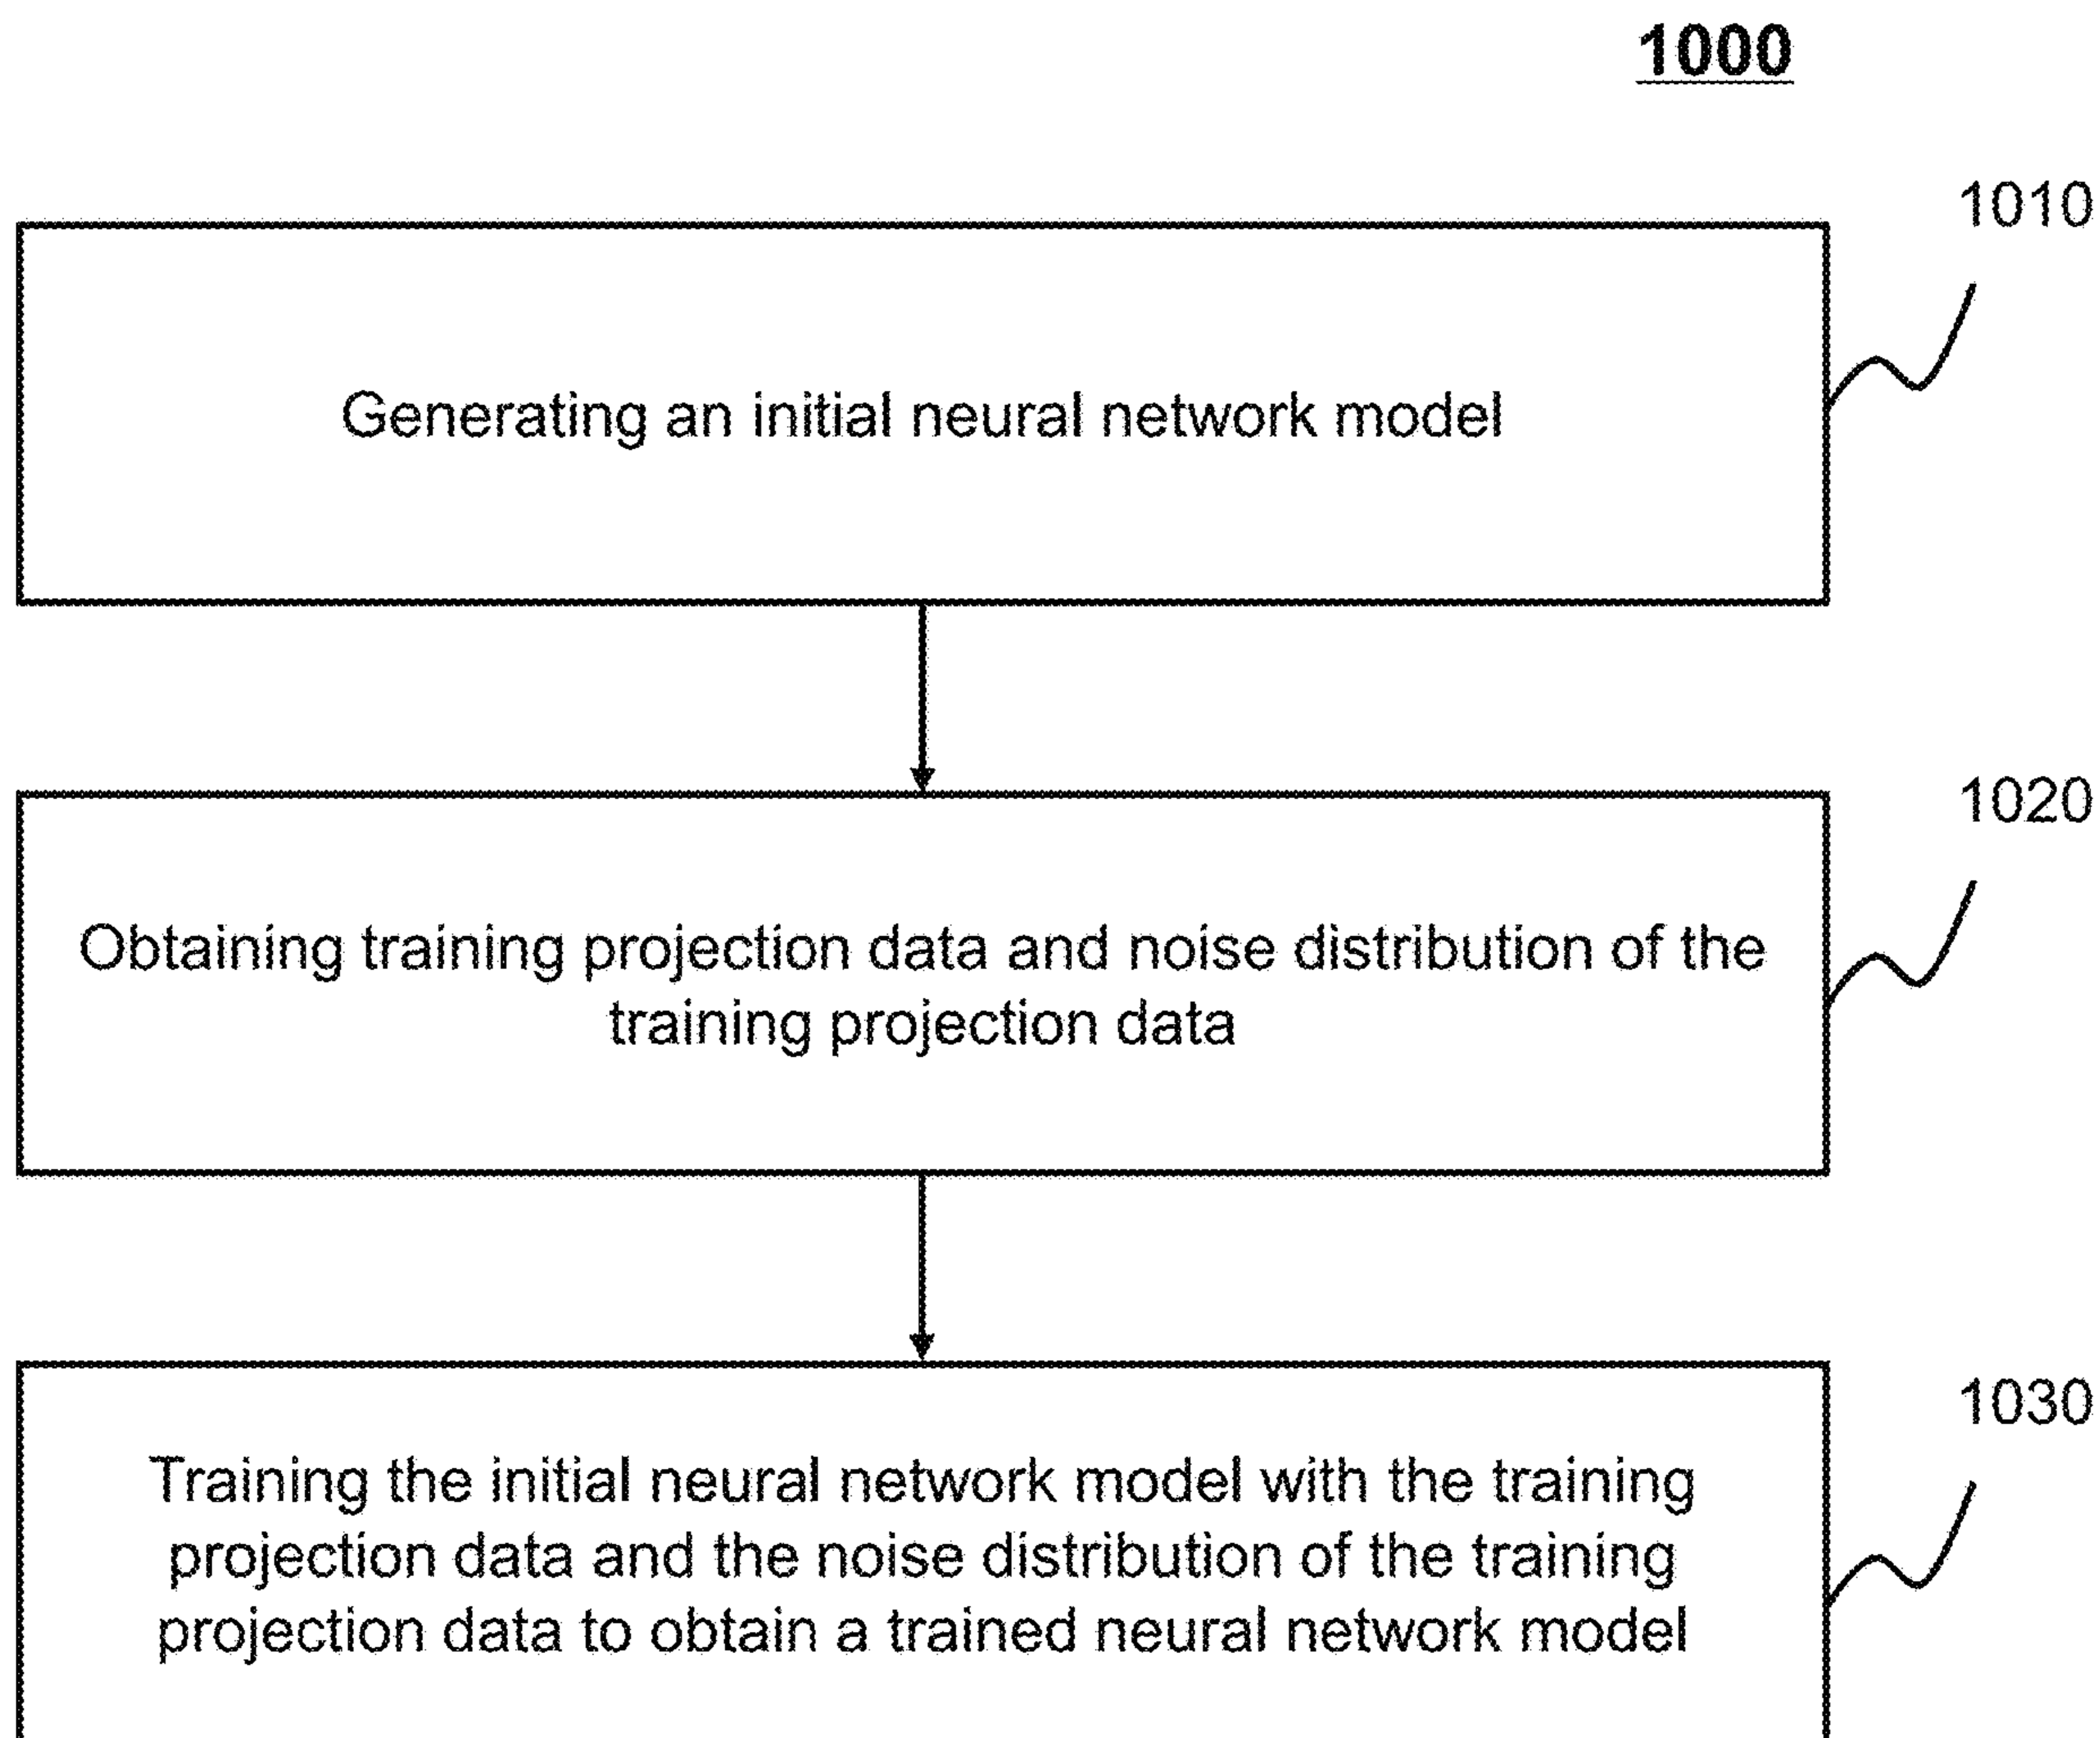 1000
1010
Generating an initial neural network model
1020
Obtaining training projection data and noise distribution of the
training projection data
1030
Training the initial neural network model with the training
projection data and the noise distribution of the training
projection data to obtain a trained neural network model